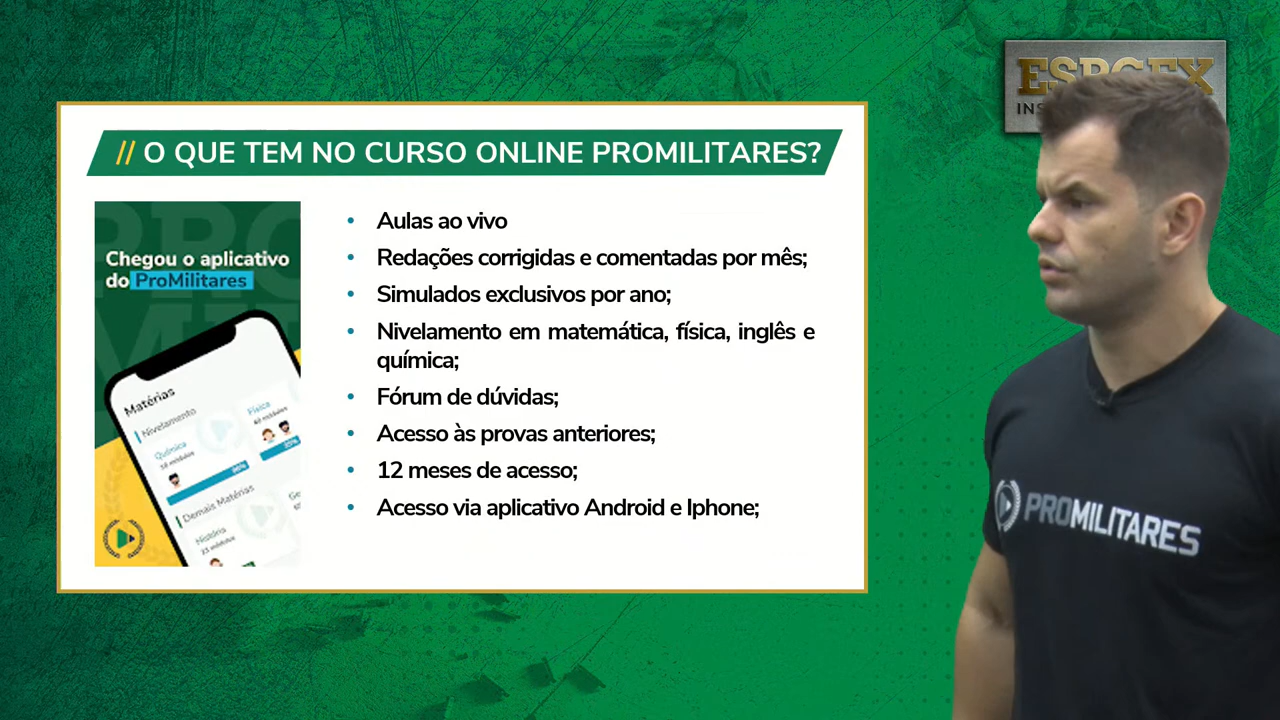 ESPCEX
INS
// O QUE TEM NO CURSO ONLINE PROMILITARES?
Chegou o aplicativo
do ProMilitares
Matérias
Nivelamento
Química
Física
Demais Matérias
História
• Aulas ao vivo
• Redações corrigidas e comentadas por mês;
• Simulados exclusivos por ano;
• Nivelamento em matemática, física, inglês e
química;
• Fórum de dúvidas;
• Acesso às provas anteriores;
• 12 meses de acesso;
• Acesso via aplicativo Android e Iphone;
PROMILITARES